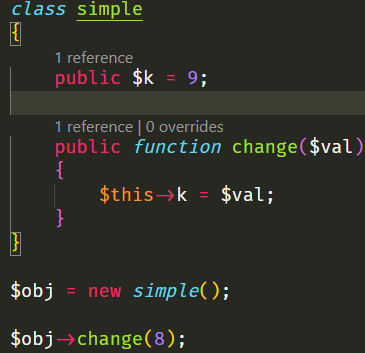 class simple
{
1 reference
public $k = 9;
1 reference | 0 overrides
public function change($val)
{
$this->k = $val;
}
}
$obj = new simple();
$obj->change(8);